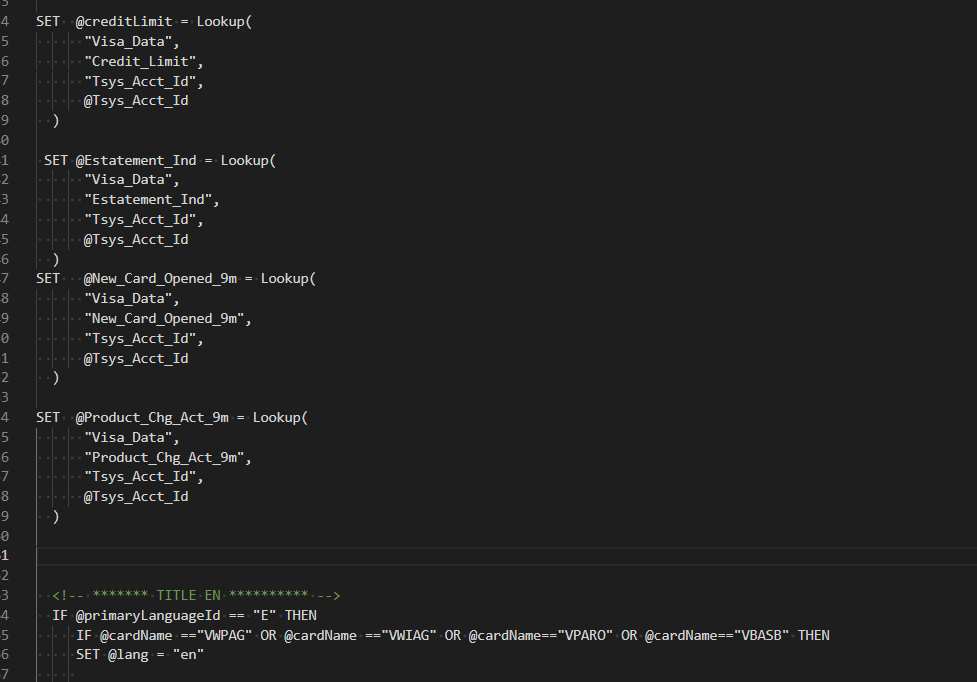 3
4 SET @creditLimit = Lookup(
5 "Visa_Data",
6 "Credit_Limit",
7 "Tsys_Acct_Id",
8 @Tsys_Acct_Id
9 )
0
1 SET @Estatement_Ind = Lookup(
2 "Visa_Data",
3 "Estatement_Ind",
4 "Tsys_Acct_Id",
5 @Tsys_Acct_Id
6 )
7 SET @New_Card_Opened_9m = Lookup(
8 "Visa_Data",
9 "New_Card_Opened_9m",
0 "Tsys_Acct_Id",
1 @Tsys_Acct_Id
2 )
3
4 SET @Product_Chg_Act_9m = Lookup(
5 "Visa_Data",
6 "Product_Chg_Act_9m",
7 "Tsys_Acct_Id",
8 @Tsys_Acct_Id
9 )
0
1
2
3 <!-- ******* TITLE EN ********** -->
4 IF @primaryLanguageId == "E" THEN
5 IF @cardName =="VWPAG" OR @cardName =="VWIAG" OR @cardName=="VPARO" OR @cardName=="VBASB" THEN
6 SET @lang = "en"
7